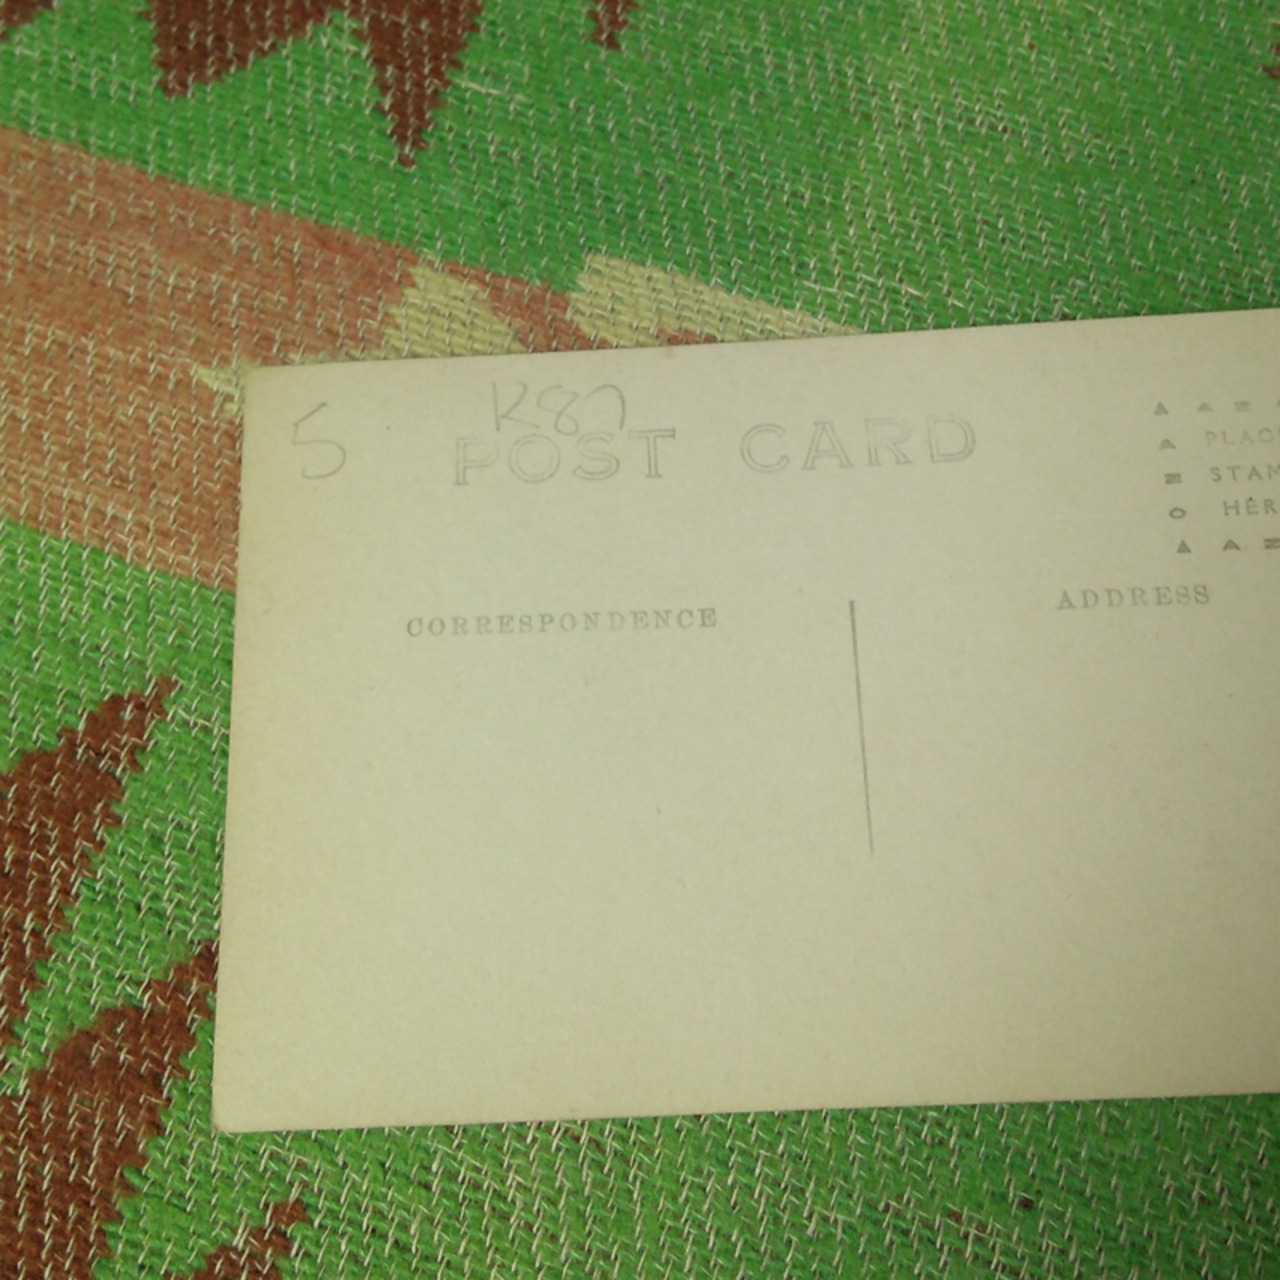 5 K87
POST CARD
PLAC
STAM
HER
CORRESPONDENCE
ADDRESS